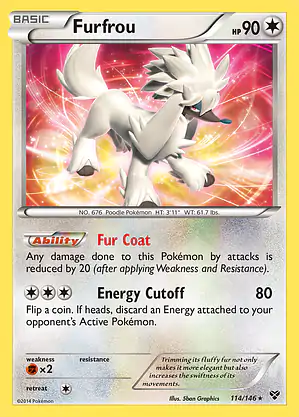 BASIC
Furfrou
HP 90
NO. 676 Poodle Pokémon HT: 3'11" WT: 61.7 lbs.
Ability Fur Coat
Any damage done to this Pokémon by attacks is
reduced by 20 (after applying Weakness and Resistance).
Energy Cutoff 80
Flip a coin. If heads, discard an Energy attached to your
opponent's Active Pokémon.
weakness resistance
×2
retreat
Trimming its fluffy fur not only
makes it more elegant but also
increases the swiftness of its
movements.
©2014 Pokémon Illus. 5ban Graphics 114/146 XY